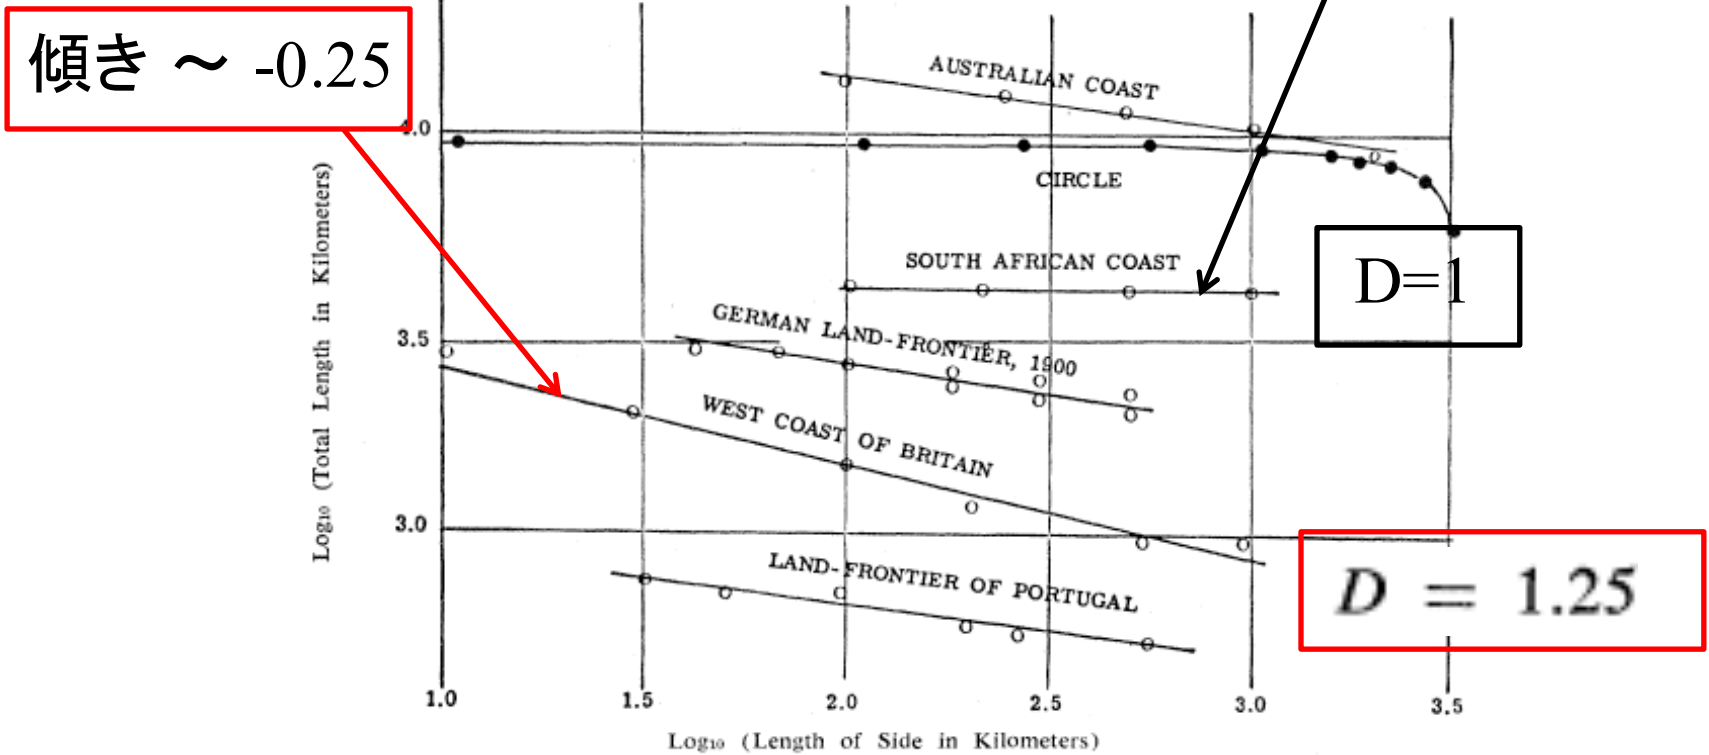 傾き ～ -0.25
AUSTRALIAN COAST
4.0
CIRCLE
SOUTH AFRICAN COAST
D=1
GERMAN LAND-FRONTIER, 1900
3.5
WEST COAST OF BRITAIN
3.0
LAND-FRONTIER OF PORTUGAL
D = 1.25
Log₁₀ (Total Length in Kilometers)
1.0 1.5 2.0 2.5 3.0 3.5
Log₁₀ (Length of Side in Kilometers)